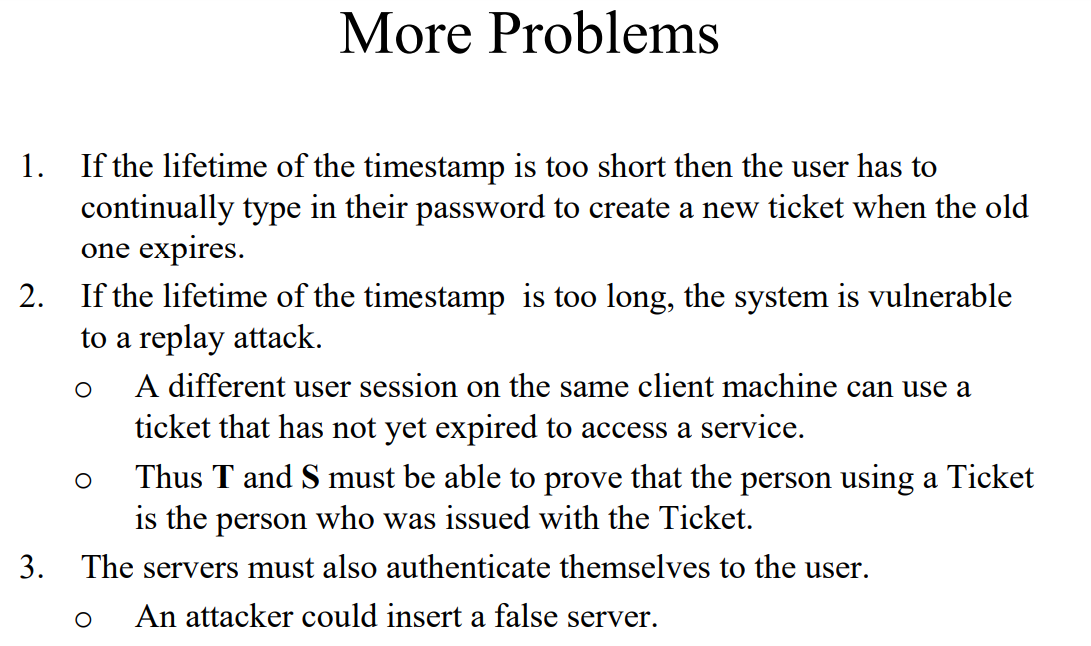 More Problems
1. If the lifetime of the timestamp is too short then the user has to
continually type in their password to create a new ticket when the old
one expires.
2. If the lifetime of the timestamp is too long, the system is vulnerable
to a replay attack.
o A different user session on the same client machine can use a
ticket that has not yet expired to access a service.
o Thus T and S must be able to prove that the person using a Ticket
is the person who was issued with the Ticket.
3. The servers must also authenticate themselves to the user.
o An attacker could insert a false server.